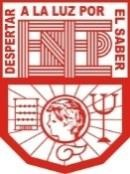 DESPERTAR A LA LUZ POR EL SABER
ENP